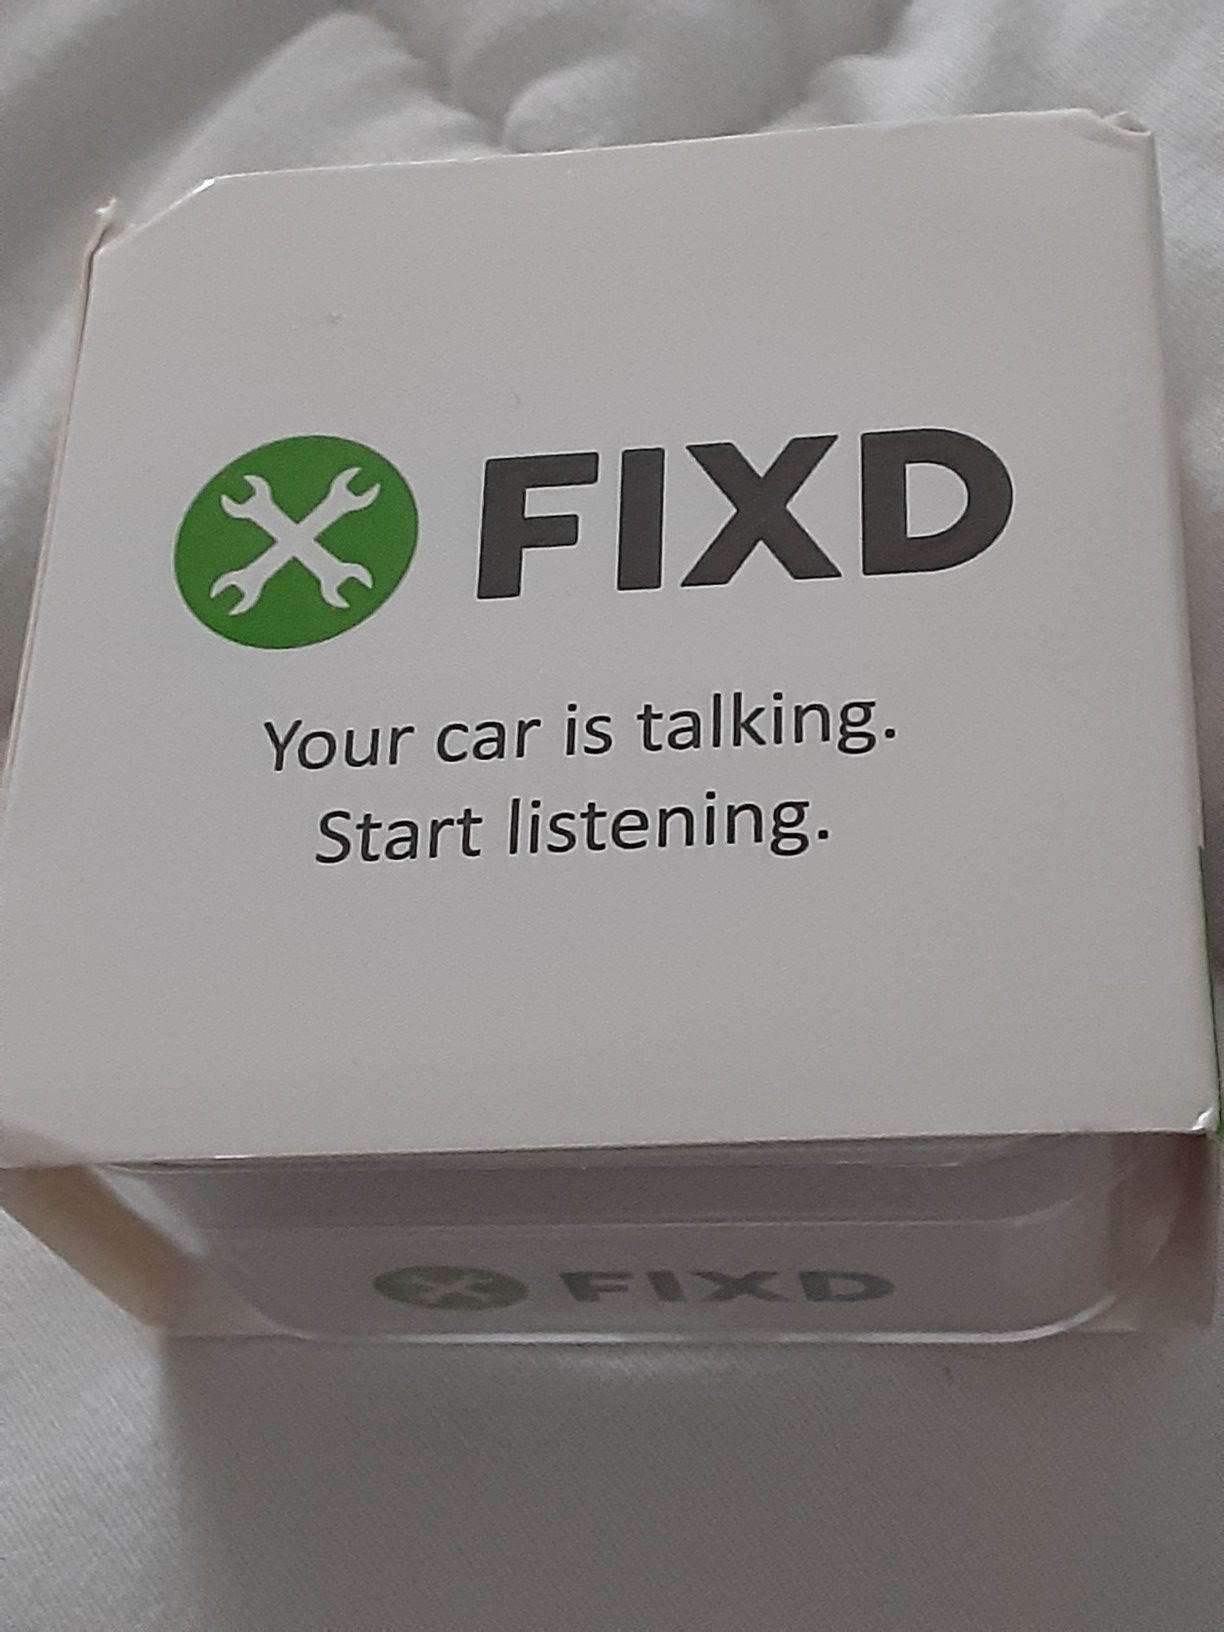 FIXD
Your car is talking.
Start listening.
FIXD